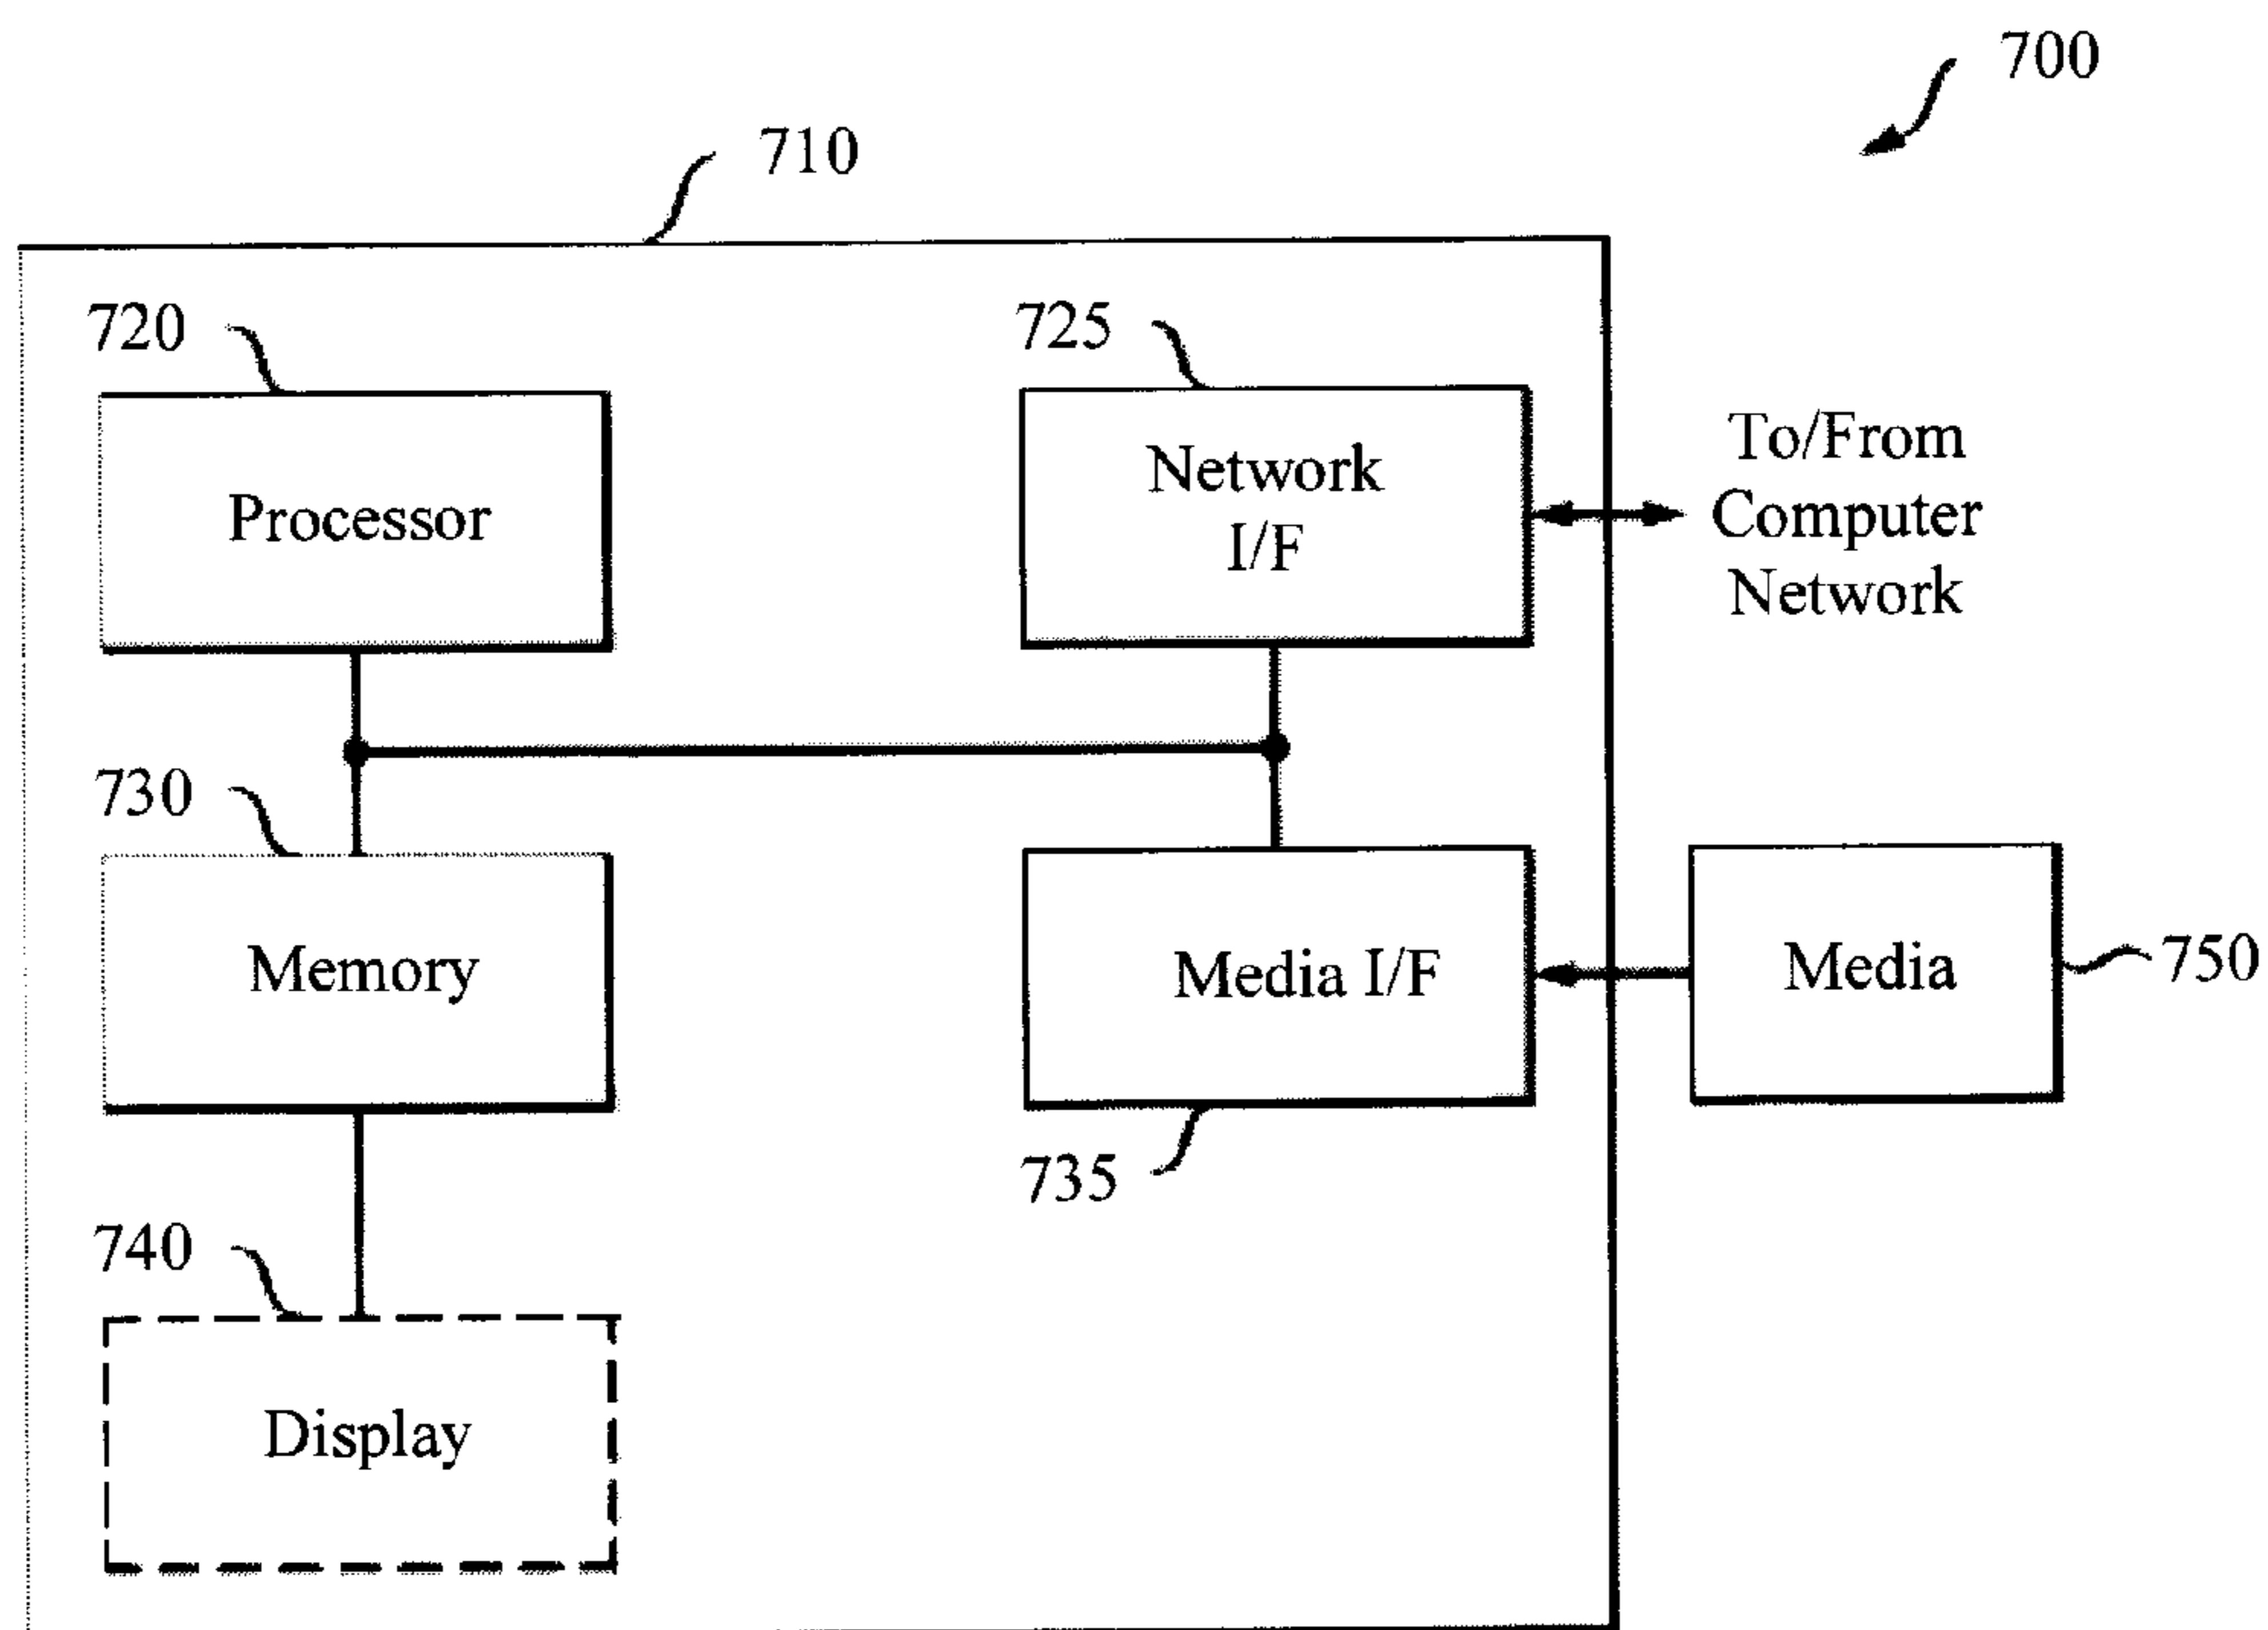 700
710
720
725
Processor
Network
I/F
To/From
Computer
Network
730
Memory
Media I/F
Media
750
735
740
Display